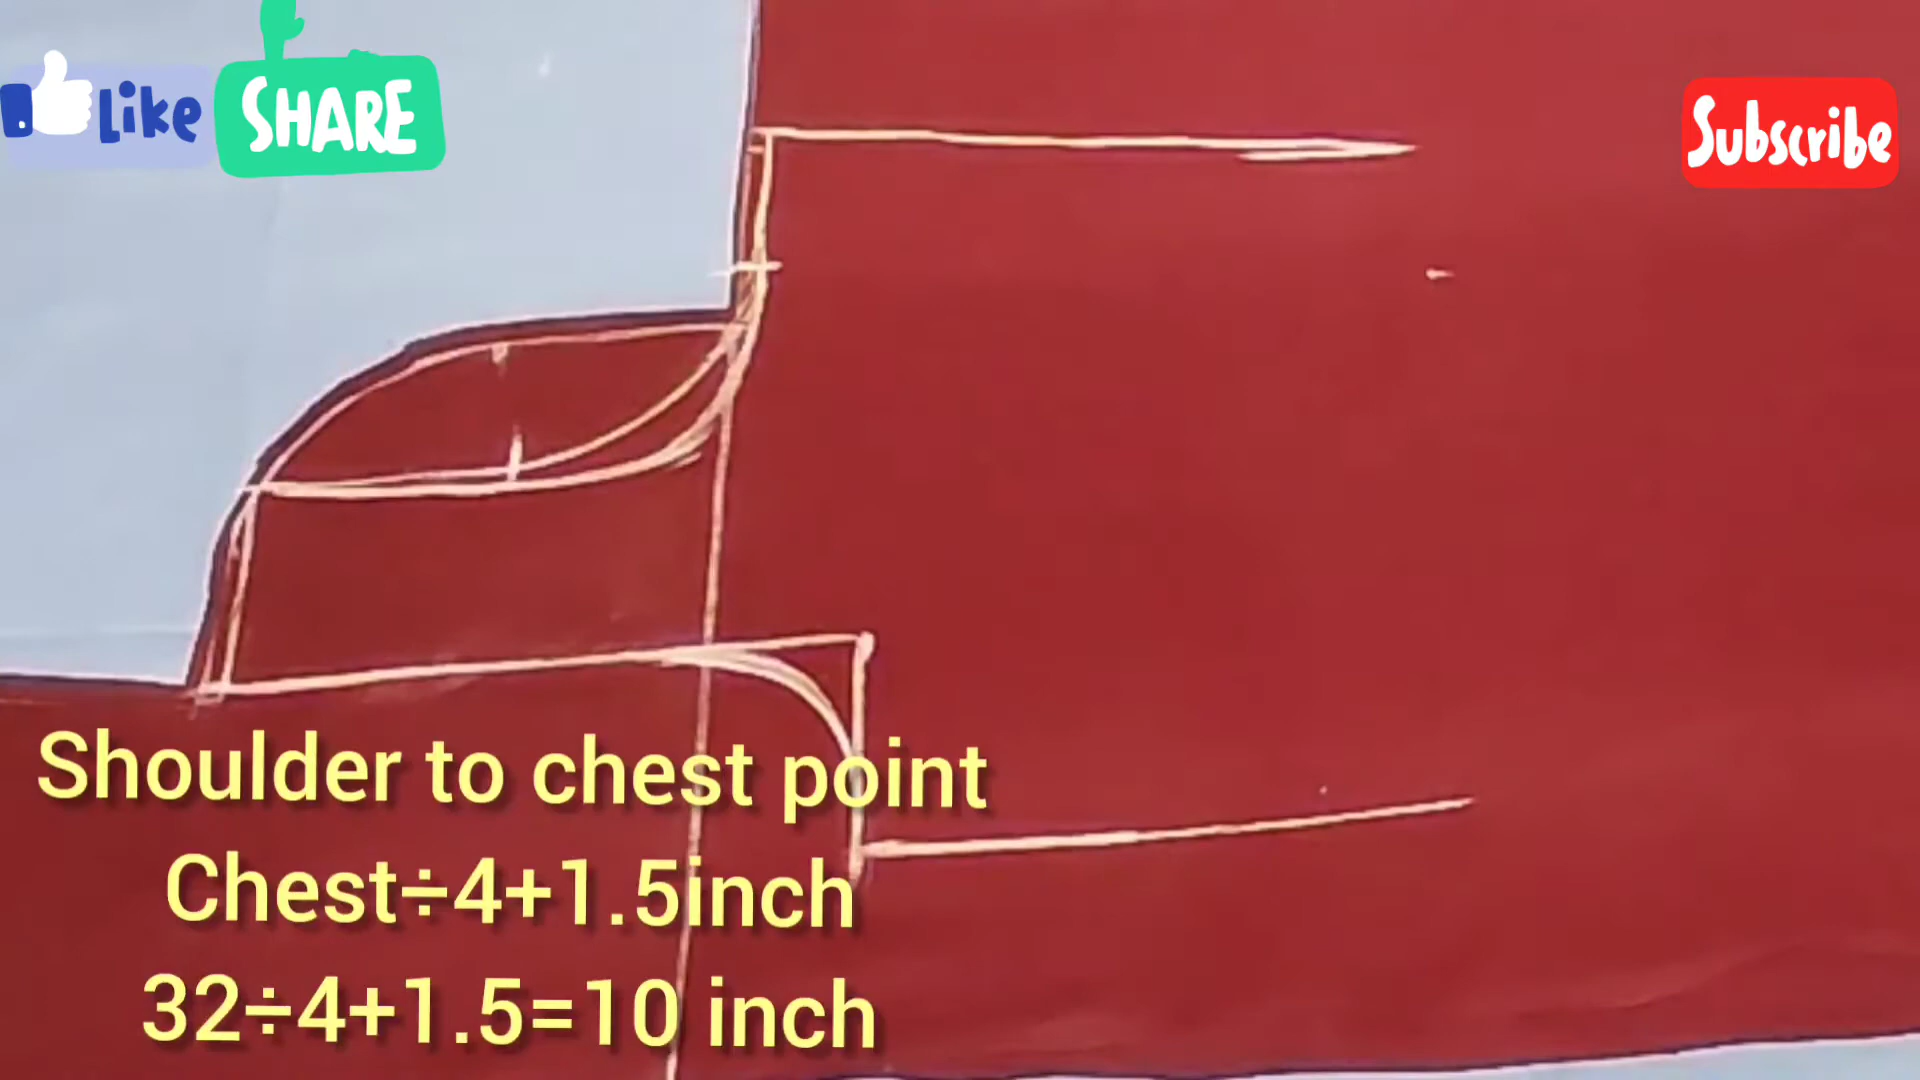 Like SHARE
Subscribe
Shoulder to chest point
Chest÷4+1.5inch
32÷4+1.5=10 inch